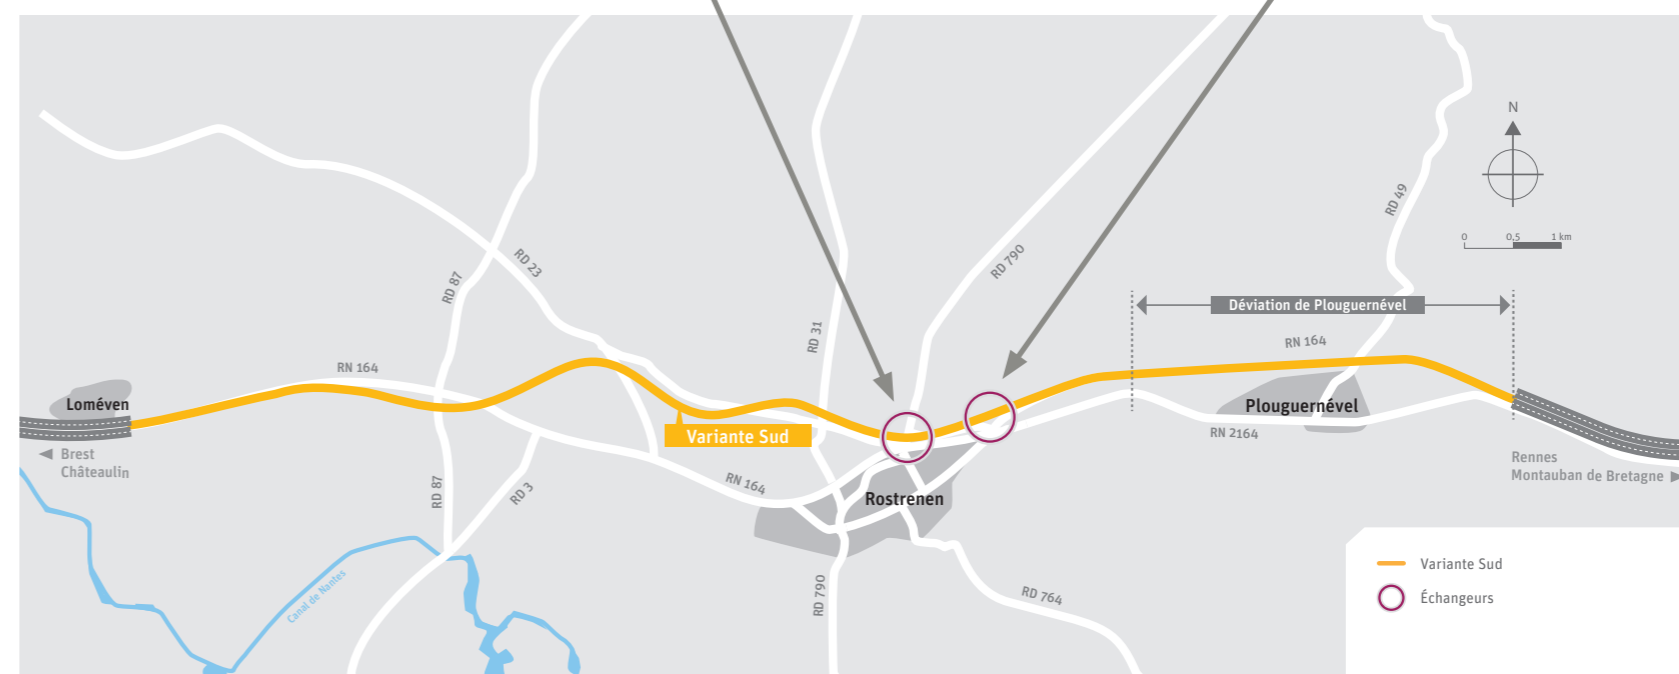 N
0 0,5 1 km
RD 49
RD 790
RD 23
RD 87
RD 31
Déviation de Plouguernével
RN 164
RN 164
Loméven
Plouguernével
Variante Sud
RN 2164
Brest
Châteaulin
Rennes
Montauban de Bretagne
RD 87
RD 3
RN 164
Rostrenen
Canal de Nantes
RD 790
RD 764
Variante Sud
Échangeurs